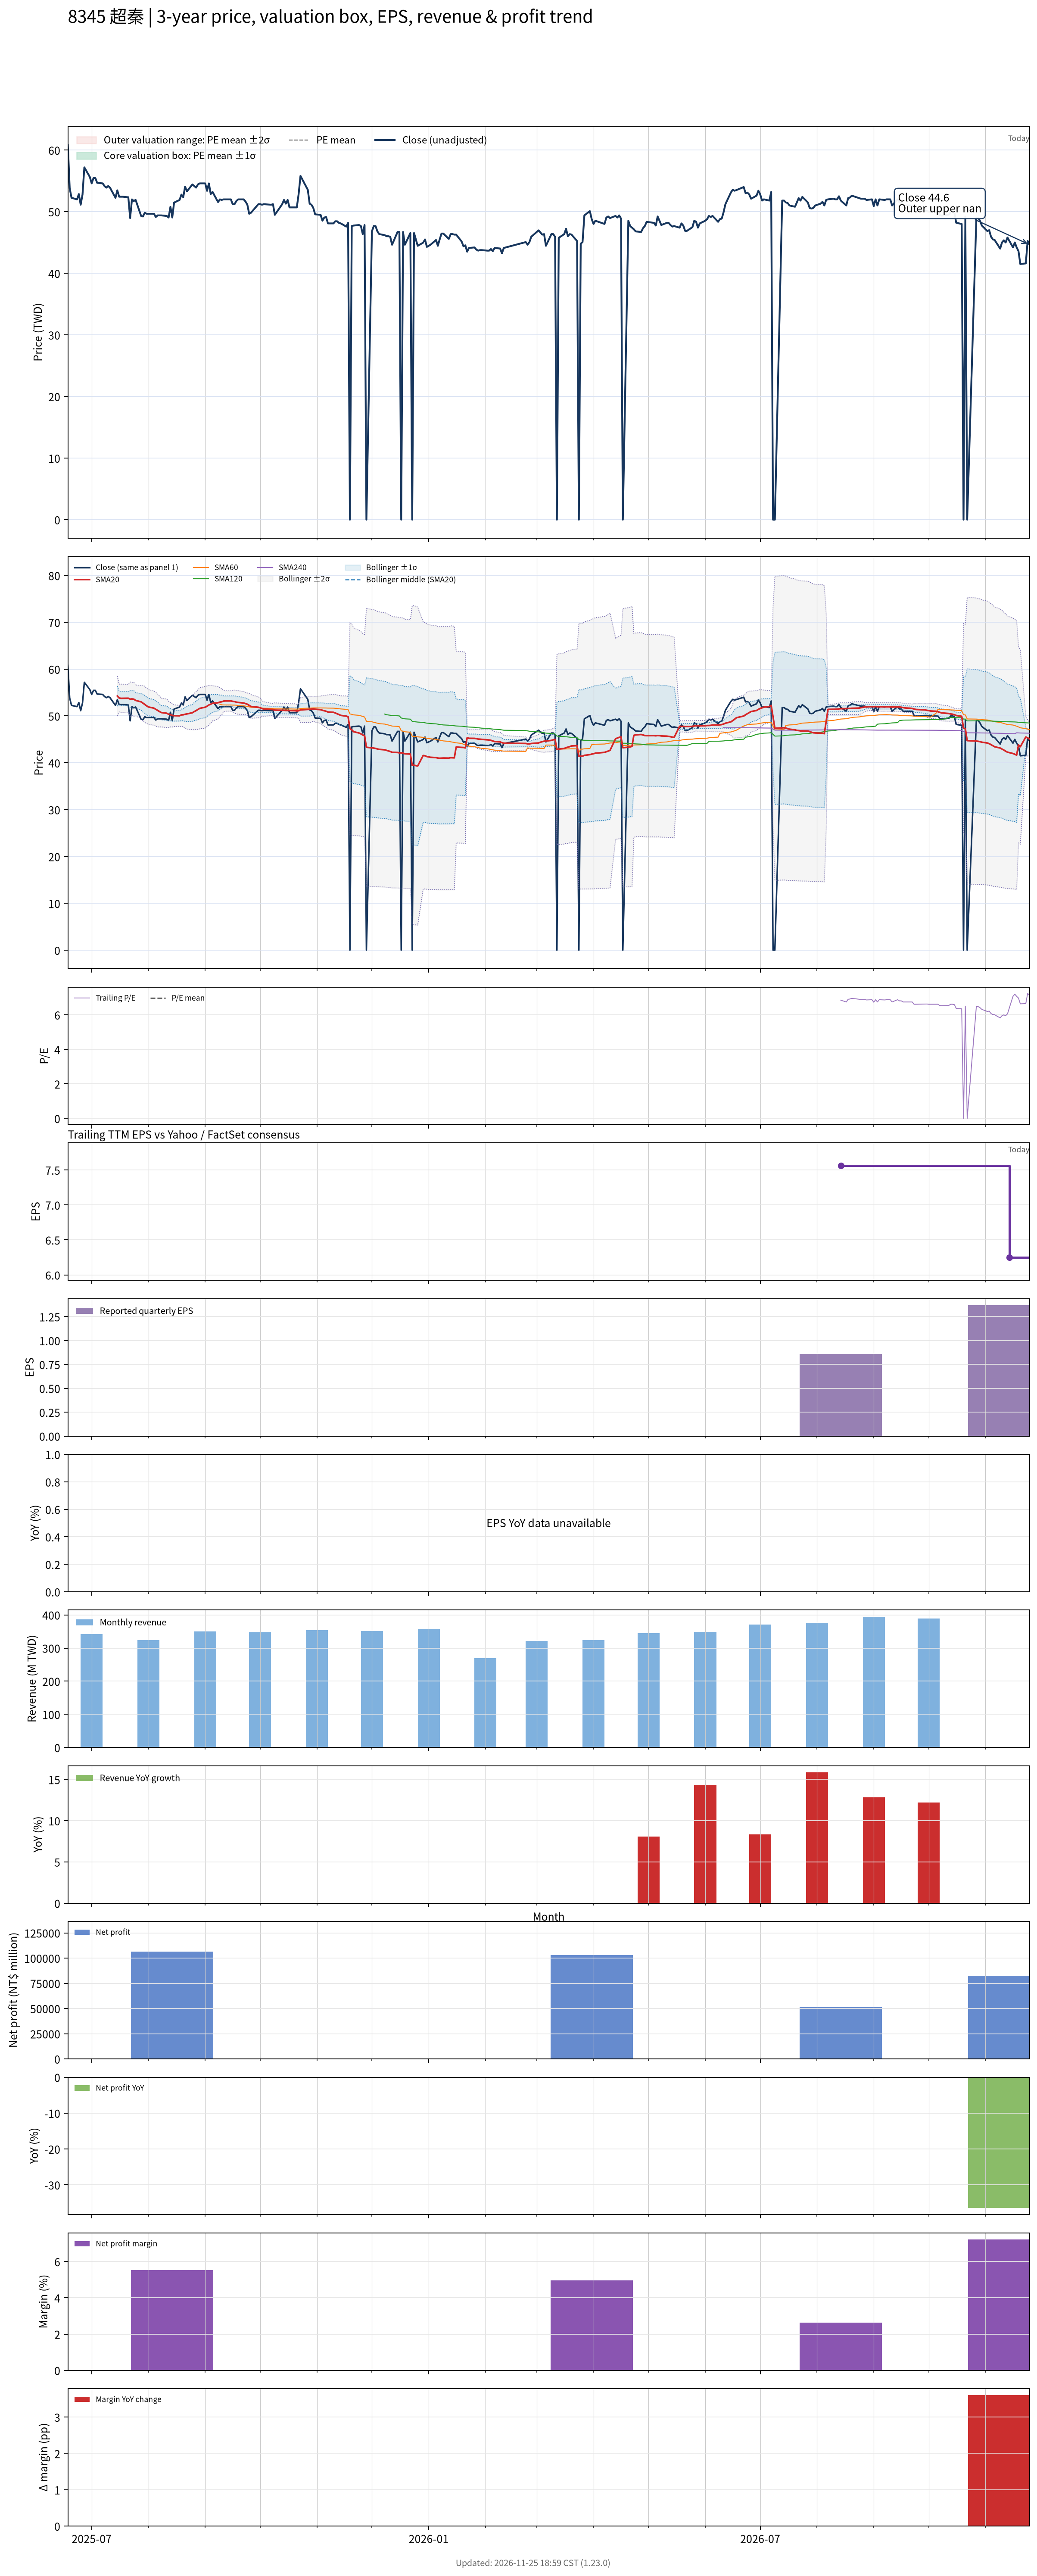 8345 超秦 | 3-year price, valuation box, EPS, revenue & profit trend
Outer valuation range: PE mean ±2σ
PE mean
Close (unadjusted)
Core valuation box: PE mean ±1σ
Today
Close 44.6
Outer upper nan
60
50
40
30
20
10
0
Price (TWD)
Close (same as panel 1)
SMA20
SMA60
SMA120
SMA240
Bollinger ±2σ
Bollinger ±1σ
Bollinger middle (SMA20)
80
70
60
50
40
30
20
10
0
Price
Trailing P/E
P/E mean
6
4
2
0
P/E
Trailing TTM EPS vs Yahoo / FactSet consensus
Today
7.5
7.0
6.5
6.0
EPS
Reported quarterly EPS
1.25
1.00
0.75
0.50
0.25
0.00
EPS
1.0
0.8
0.6
0.4
0.2
0.0
YoY (%)
EPS YoY data unavailable
Monthly revenue
400
300
200
100
0
Revenue (M TWD)
Revenue YoY growth
15
10
5
0
YoY (%)
Month
Net profit
125000
100000
75000
50000
25000
0
Net profit (NT$ million)
Net profit YoY
0
-10
-20
-30
YoY (%)
Net profit margin
6
4
2
0
Margin (%)
Margin YoY change
3
2
1
0
Δ margin (pp)
2025-07
2026-01
2026-07
Updated: 2026-11-25 18:59 CST (1.23.0)